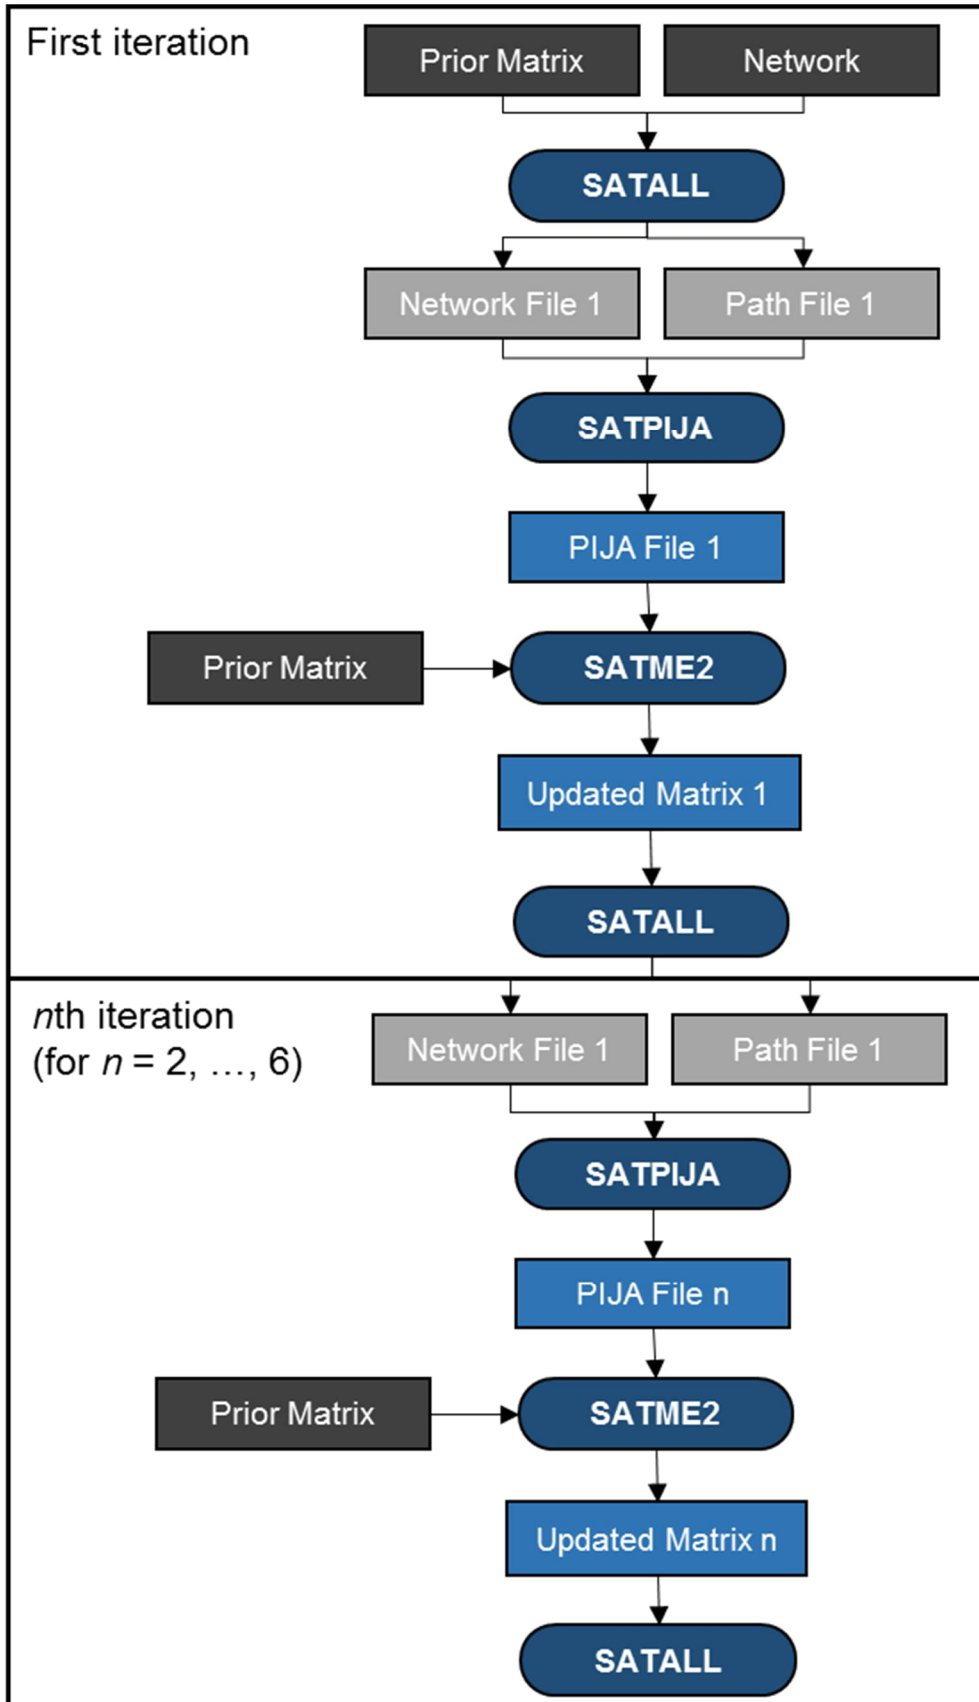 First iteration
Prior Matrix
Network
SATALL
Network File 1
Path File 1
SATPIJA
PIJA File 1
Prior Matrix
SATME2
Updated Matrix 1
SATALL
nth iteration
(for n = 2, …, 6)
Network File 1
Path File 1
SATPIJA
PIJA File n
Prior Matrix
SATME2
Updated Matrix n
SATALL